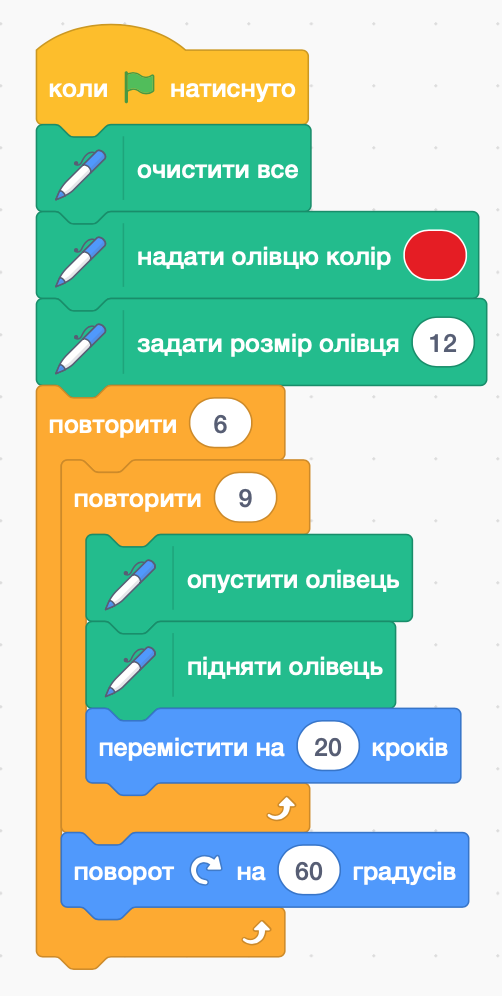 коли натиснуто
очистити все
надати олівцю колір
задати розмір олівця 12
повторити 6
повторити 9
опустити олівець
підняти олівець
перемістити на 20 кроків
поворот на 60 градусів